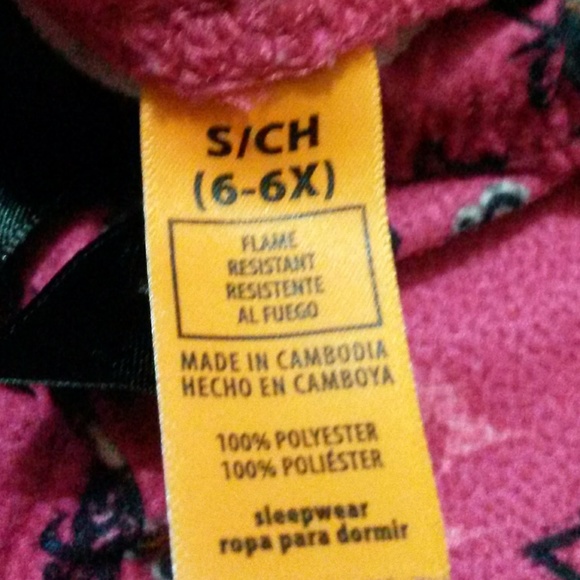 S/CH
(6-6X)
FLAME
RESISTANT
RESISTENTE
AL FUEGO
MADE IN CAMBODIA
HECHO EN CAMBOYA
100% POLYESTER
100% POLIÉSTER
sleepwear
ropa para dormir